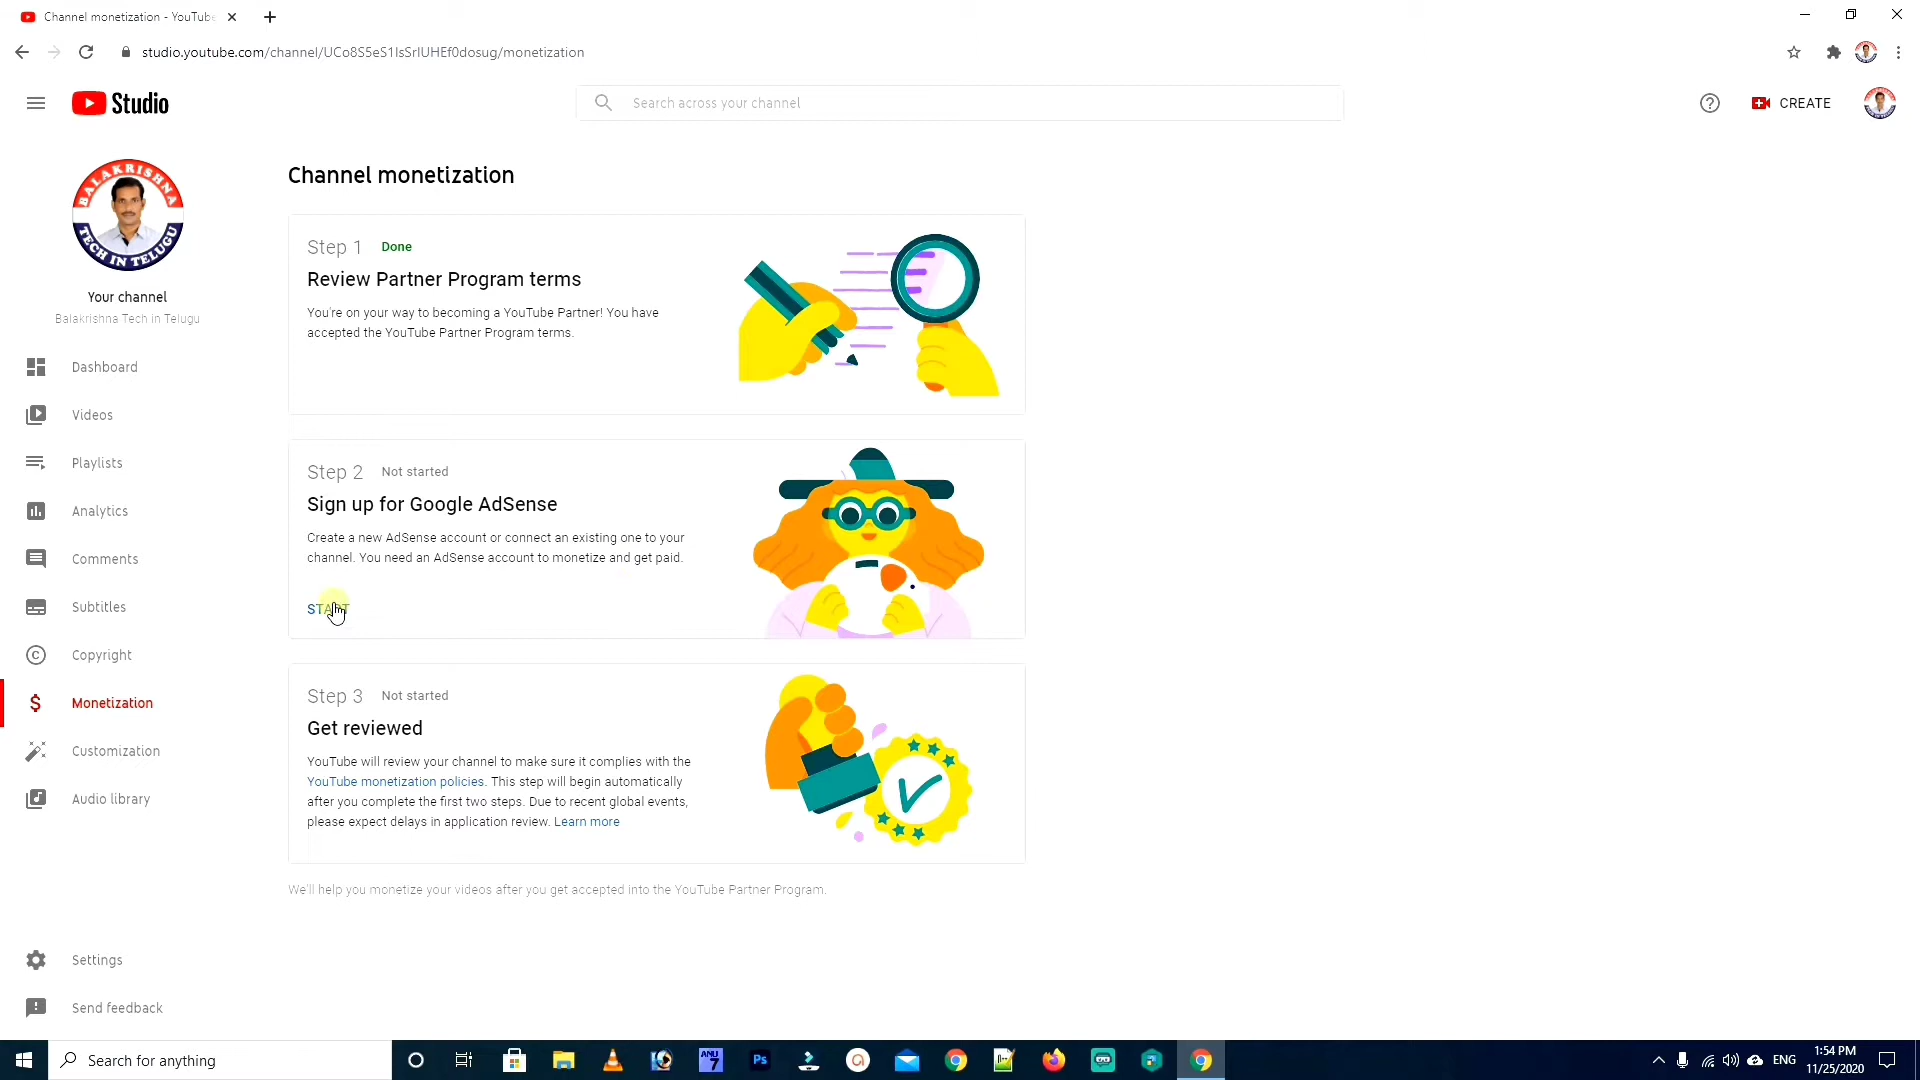 Channel monetization - YouTube
studio.youtube.com/channel/UCo8S5eS1IsSrIUHEf0dosug/monetization
Studio
Search across your channel
CREATE
BALAKRISHNA
TECH IN TELUGU
Your channel
Balakrishna Tech in Telugu
Dashboard
Videos
Playlists
Analytics
Comments
Subtitles
Copyright
Monetization
Customization
Audio library
Settings
Send feedback
Channel monetization
Step 1 Done
Review Partner Program terms
You're on your way to becoming a YouTube Partner! You have
accepted the YouTube Partner Program terms.
Step 2 Not started
Sign up for Google AdSense
Create a new AdSense account or connect an existing one to your
channel. You need an AdSense account to monetize and get paid.
START
Step 3 Not started
Get reviewed
YouTube will review your channel to make sure it complies with the
YouTube monetization policies. This step will begin automatically
after you complete the first two steps. Due to recent global events,
please expect delays in application review. Learn more
We'll help you monetize your videos after you get accepted into the YouTube Partner Program.
Search for anything
ANU
7
Ps
ENG
1:54 PM
11/25/2020